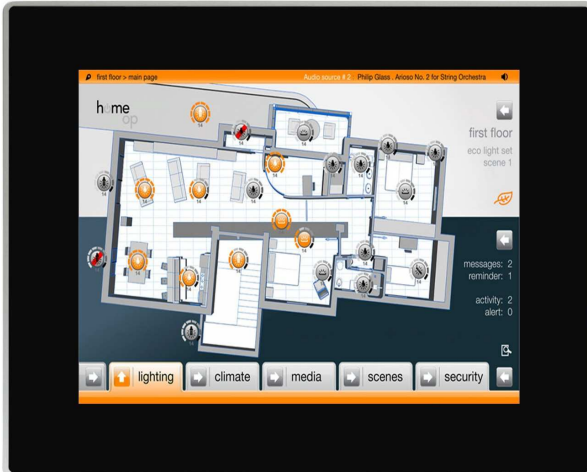 first floor > main page
Audio source # 2 Philip Glass . Arioso No. 2 for String Orchestra
home
op
first floor
eco light set
scene 1
messages: 2
reminder: 1
activity: 2
alert: 0
lighting
climate
media
scenes
security